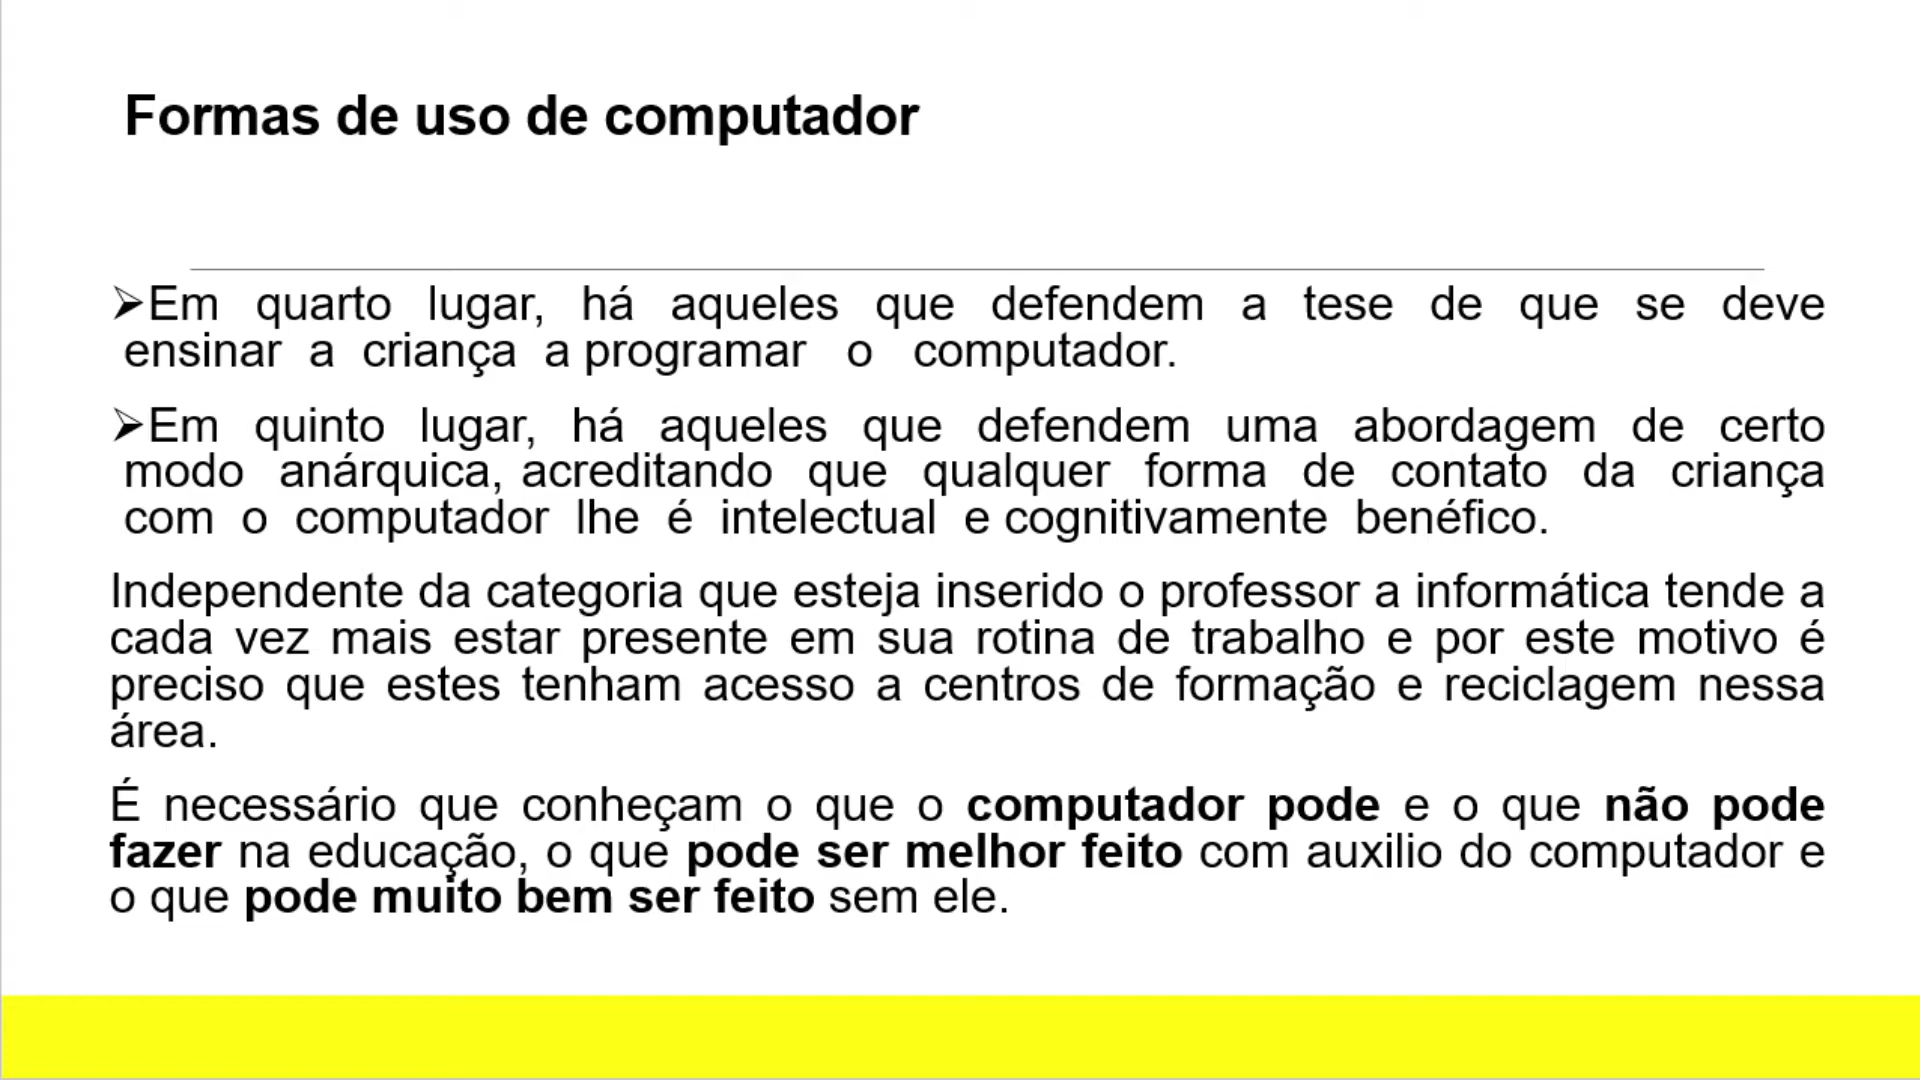 Formas de uso de computador
➢Em quarto lugar, há aqueles que defendem a tese de que se deve
ensinar a criança a programar o computador.
➢Em quinto lugar, há aqueles que defendem uma abordagem de certo
modo anárquica, acreditando que qualquer forma de contato da criança
com o computador lhe é intelectual e cognitivamente benéfico.
Independente da categoria que esteja inserido o professor a informática tende a
cada vez mais estar presente em sua rotina de trabalho e por este motivo é
preciso que estes tenham acesso a centros de formação e reciclagem nessa
área.
É necessário que conheçam o que o computador pode e o que não pode
fazer na educação, o que pode ser melhor feito com auxilio do computador e
o que pode muito bem ser feito sem ele.